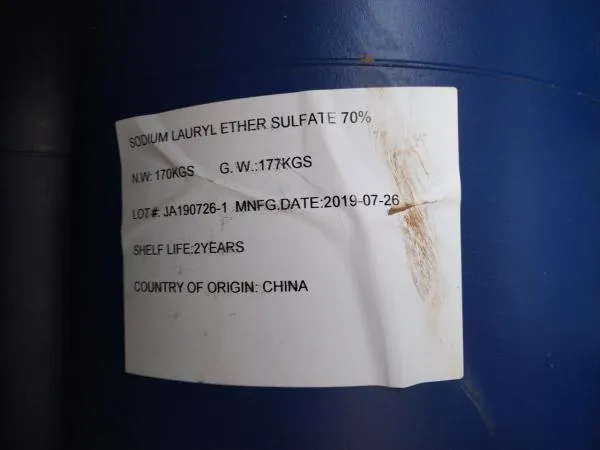 SODIUM LAURYL ETHER SULFATE 70%
N.W: 170KGS G. W.:177KGS
LOT#: JA190726-1 MNFG.DATE:2019-07-26
SHELF LIFE:2YEARS
COUNTRY OF ORIGIN: CHINA